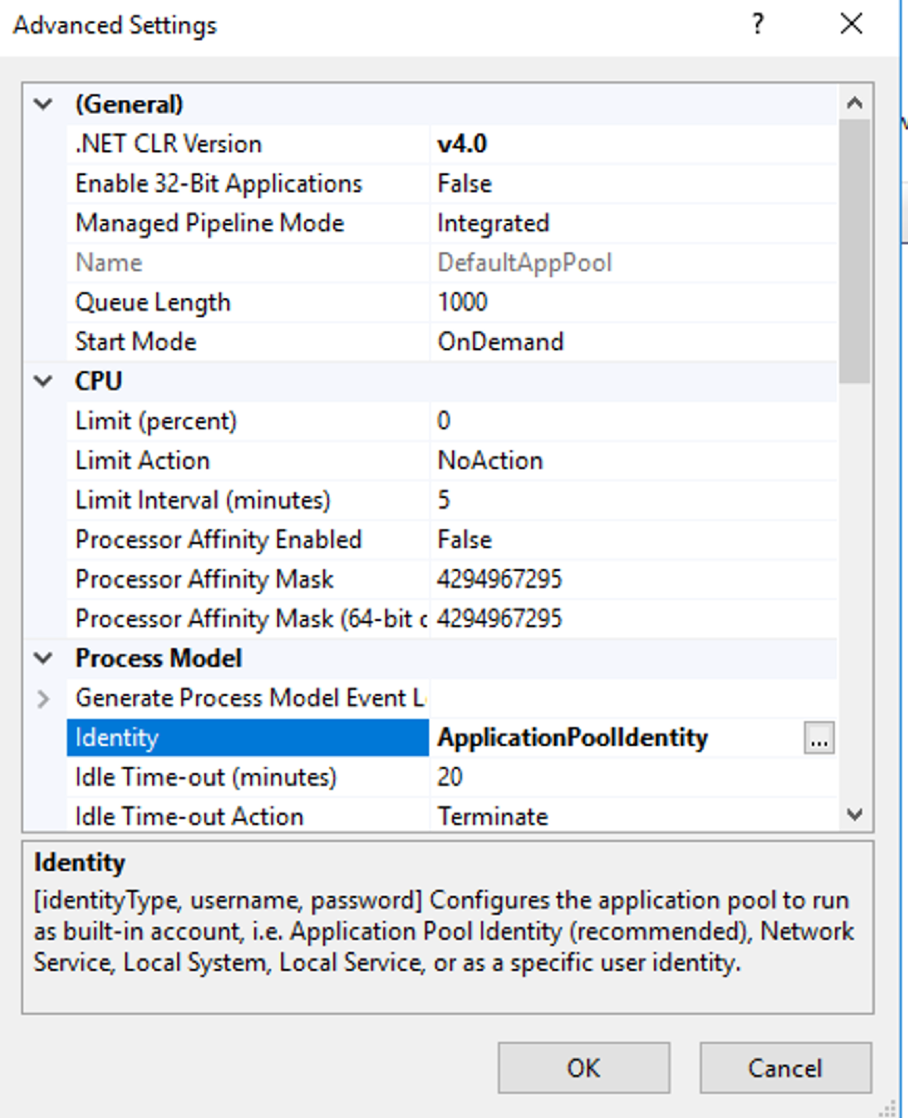 Advanced Settings ?
(General)
.NET CLR Version v4.0
Enable 32-Bit Applications False
Managed Pipeline Mode Integrated
Name DefaultAppPool
Queue Length 1000
Start Mode OnDemand
CPU
Limit (percent) 0
Limit Action NoAction
Limit Interval (minutes) 5
Processor Affinity Enabled False
Processor Affinity Mask 4294967295
Processor Affinity Mask (64-bit 4294967295
Process Model
Generate Process Model Event
Identity ApplicationPoolIdentity ...
Idle Time-out (minutes) 20
Idle Time-out Action Terminate
Identity
[identityType, username, password] Configures the application pool to run
as built-in account, i.e. Application Pool Identity (recommended), Network
Service, Local System, Local Service, or as a specific user identity.
OK Cancel